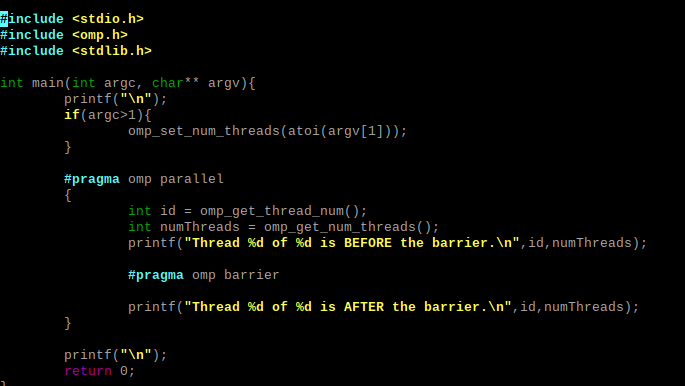 #include <stdio.h>
#include <omp.h>
#include <stdlib.h>

int main(int argc, char** argv){
        printf("\n");
        if(argc>1){
                omp_set_num_threads(atoi(argv[1]));
        }

        #pragma omp parallel
        {
                int id = omp_get_thread_num();
                int numThreads = omp_get_num_threads();
                printf("Thread %d of %d is BEFORE the barrier.\n",id,numThreads);

                #pragma omp barrier

                printf("Thread %d of %d is AFTER the barrier.\n",id,numThreads);
        }

        printf("\n");
        return 0;
}